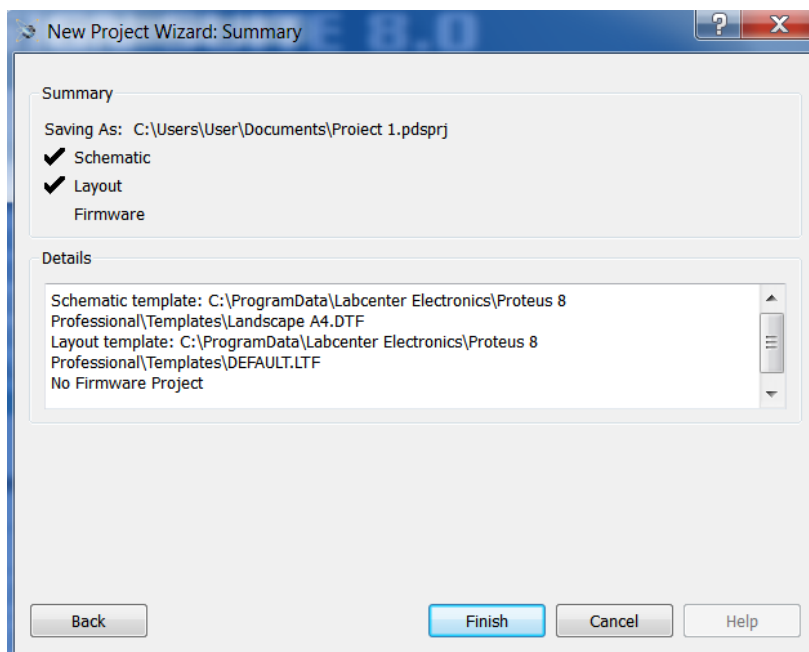 8.0
New Project Wizard: Summary
Summary
Saving As: C:\Users\User\Documents\Proiect 1.pdsprj
Schematic
Layout
Firmware
Details
Schematic template: C:\ProgramData\Labcenter Electronics\Proteus 8
Professional\Templates\Landscape A4.DTF
Layout template: C:\ProgramData\Labcenter Electronics\Proteus 8
Professional\Templates\DEFAULT.LTF
No Firmware Project
Back
Finish
Cancel
Help